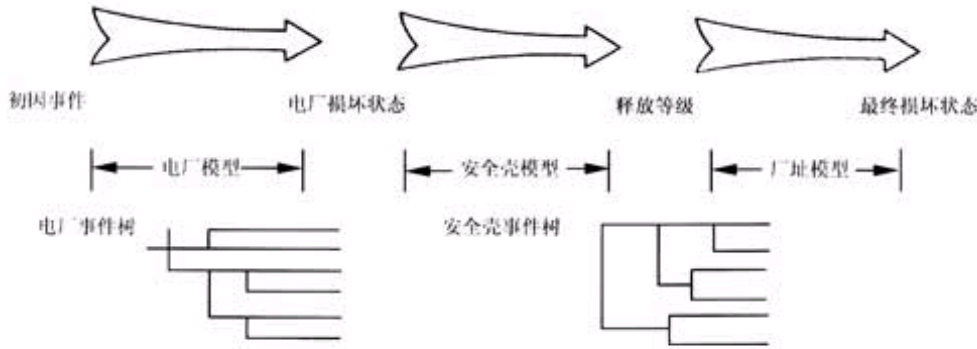 初因事件 电厂损坏状态 释放等级 最终损坏状态
电厂模型 安全壳模型 厂址模型
电厂事件树 安全壳事件树